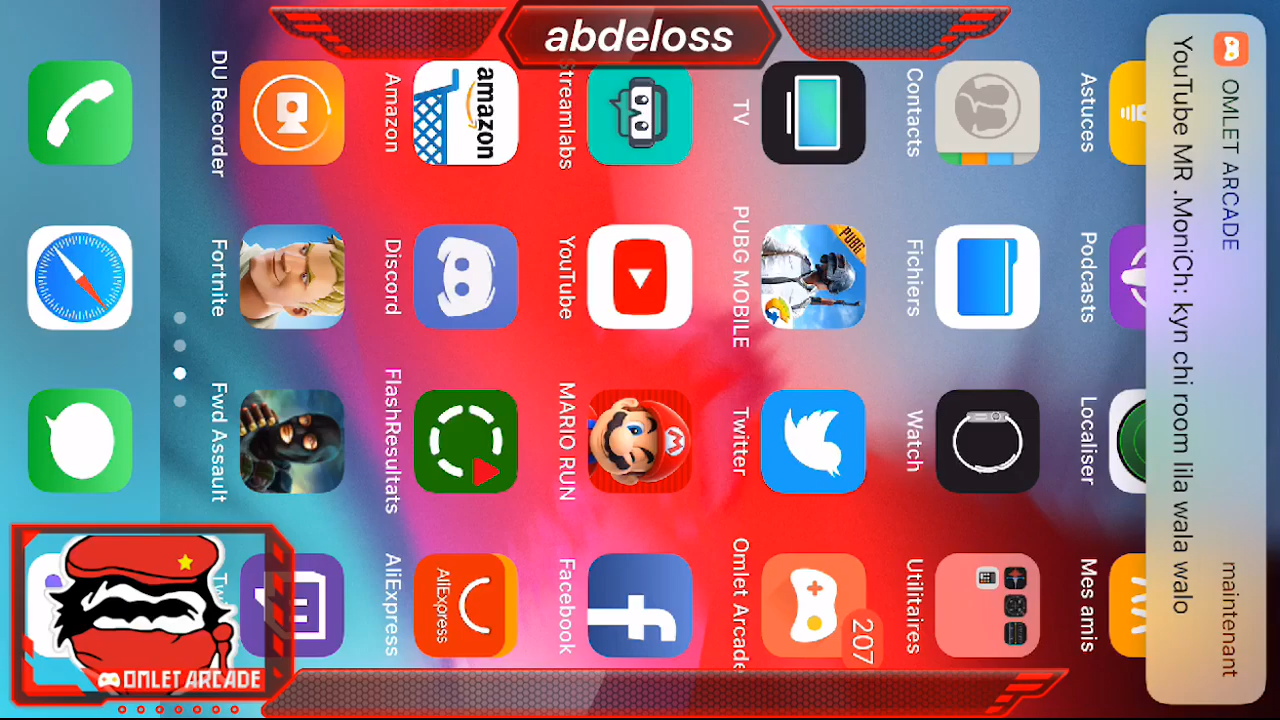 abdeloss
OMLET ARCADE
maintenant
YouTube MR .MoniCh: kyn chi room lila wala walo
Astuces
Podcasts
Localiser
Mes amis
Contacts
Fichiers
Watch
Utilitaires
TV
PUBG MOBILE
Twitter
Omlet Arcade
207
PUBG
Streamlabs
YouTube
MARIO RUN
Facebook
M
amazon
AliExpress
Amazon
Discord
FlashResultats
AliExpress
DU Recorder
Fortnite
Fwd Assault
Tw
OMLET ARCADE